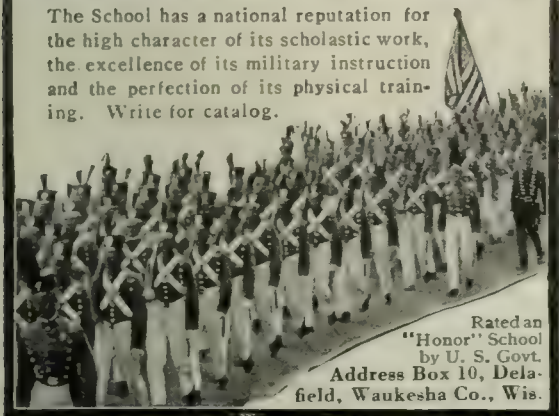 The School has a national reputation for
the high character of its scholastic work,
the excellence of its military instruction
and the perfection of its physical train-
ing. Write for catalog.
Rated an
"Honor" School
by U. S. Govt.
Address Box 10, Dela-
field, Waukesha Co., Wis.